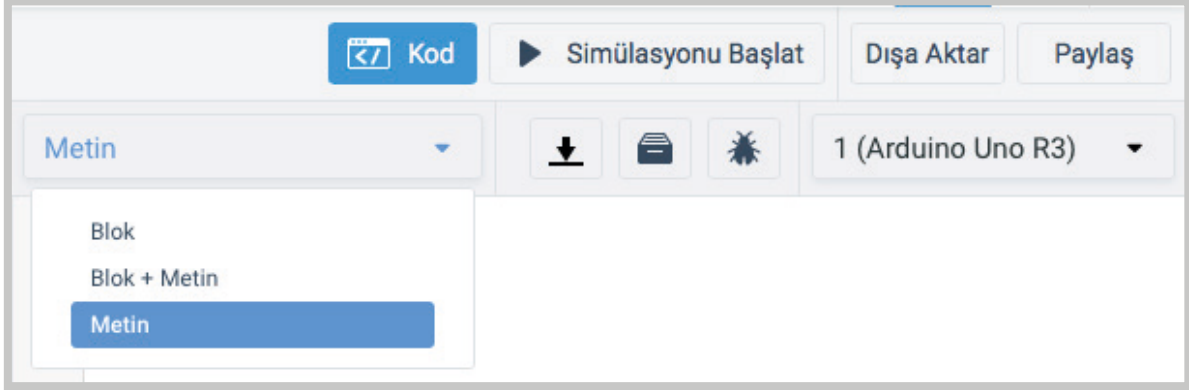 Kod
Simülasyonu Başlat
Dışa Aktar
Paylaş
Metin
1 (Arduino Uno R3)
Blok
Blok + Metin
Metin